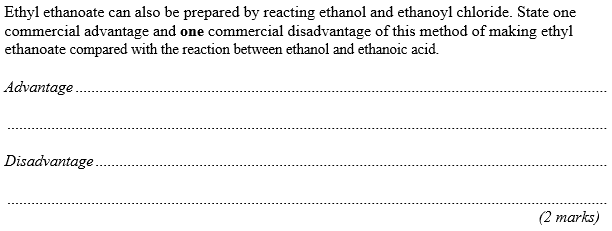 Ethyl ethanoate can also be prepared by reacting ethanol and ethanoyl chloride. State one
commercial advantage and one commercial disadvantage of this method of making ethyl
ethanoate compared with the reaction between ethanol and ethanoic acid.
Advantage
Disadvantage
(2 marks)